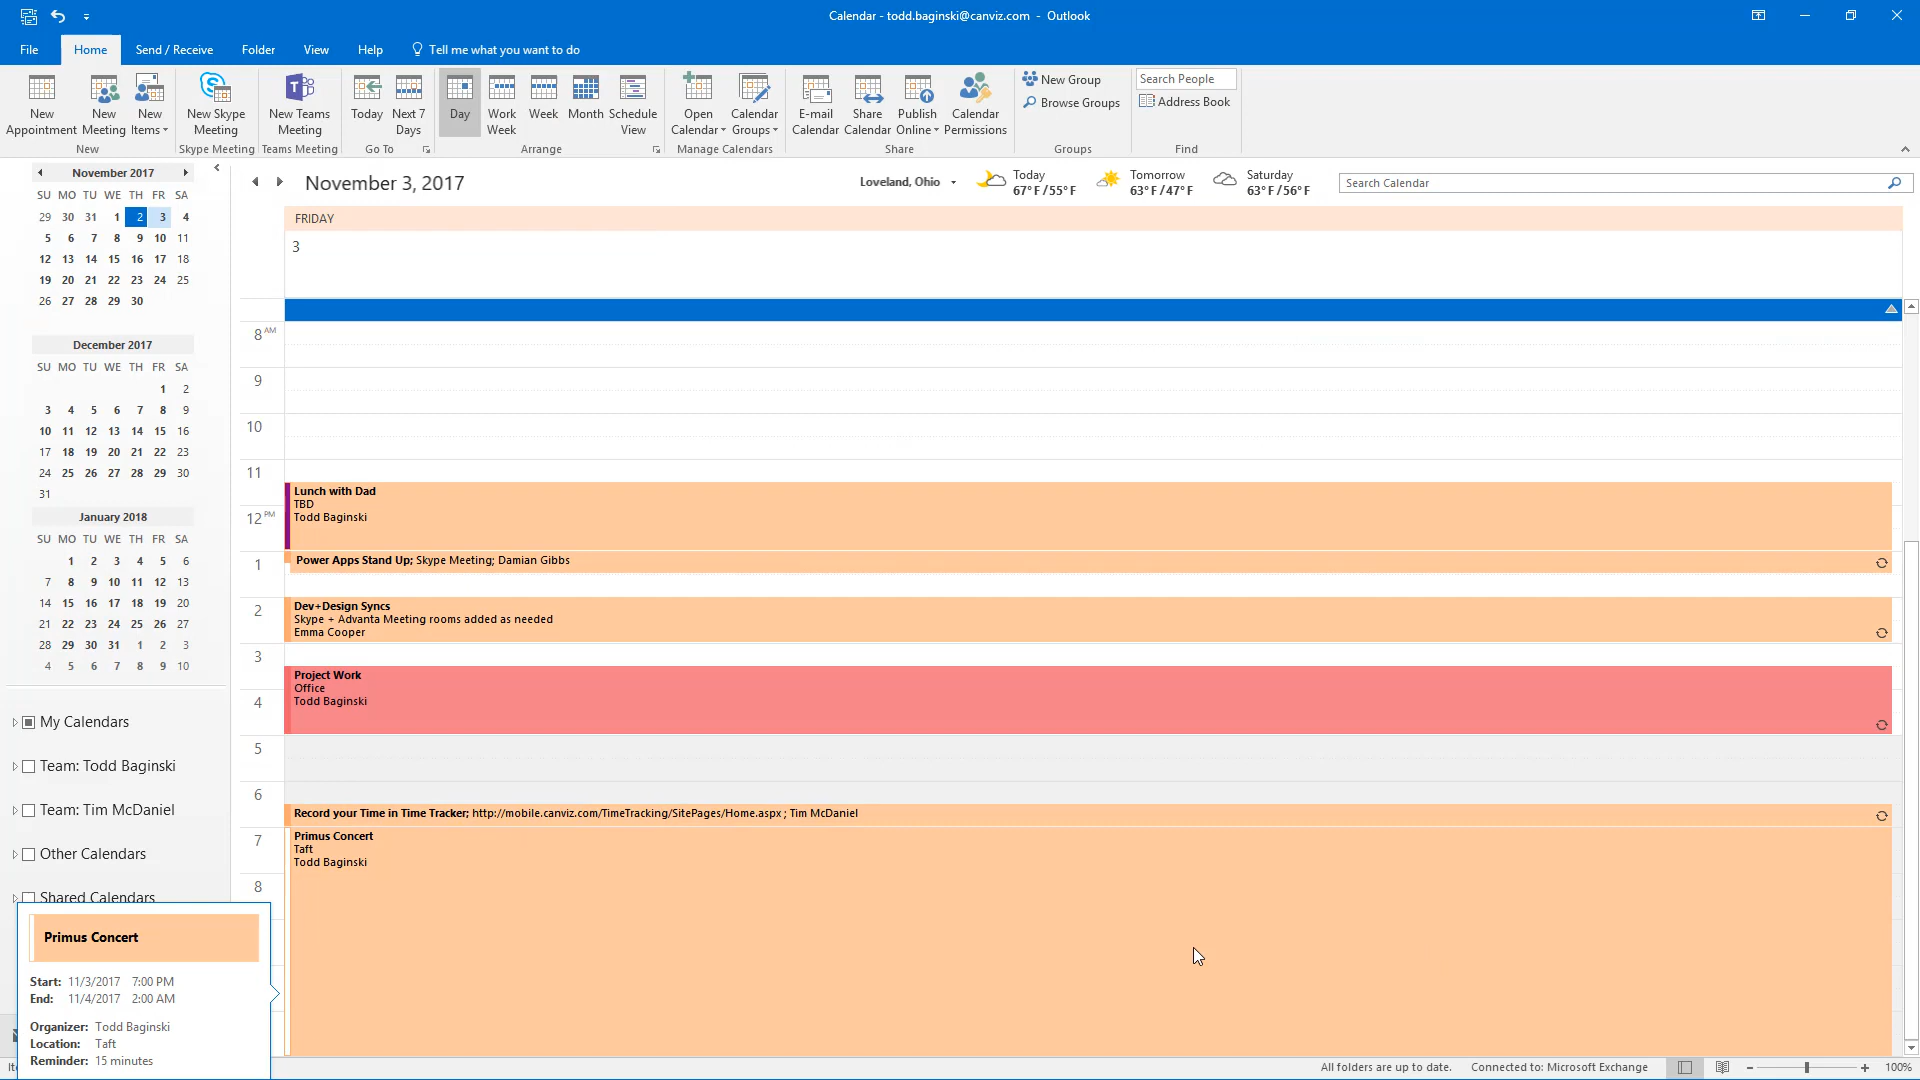 Calendar - todd.baginski@canviz.com - Outlook
File Home Send / Receive Folder View Help Tell me what you want to do
New Appointment
New Meeting
New Items
New
New Skype Meeting
Skype Meeting
New Teams Meeting
Teams Meeting
Today
Next 7 Days
Go To
Day
Work Week
Week
Month
Schedule View
Arrange
Open Calendar
Calendar Groups
Manage Calendars
E-mail Calendar
Share Calendar
Publish Online
Calendar Permissions
Share
New Group
Browse Groups
Groups
Search People
Address Book
Find
November 2017
SU MO TU WE TH FR SA
29 30 31 1 2 3 4
5 6 7 8 9 10 11
12 13 14 15 16 17 18
19 20 21 22 23 24 25
26 27 28 29 30
December 2017
SU MO TU WE TH FR SA
1 2
3 4 5 6 7 8 9
10 11 12 13 14 15 16
17 18 19 20 21 22 23
24 25 26 27 28 29 30
31
January 2018
SU MO TU WE TH FR SA
1 2 3 4 5 6
7 8 9 10 11 12 13
14 15 16 17 18 19 20
21 22 23 24 25 26 27
28 29 30 31 1 2 3
4 5 6 7 8 9 10
My Calendars
Team: Todd Baginski
Team: Tim McDaniel
Other Calendars
Shared Calendars
Primus Concert
Start: 11/3/2017 7:00 PM
End: 11/4/2017 2:00 AM
Organizer: Todd Baginski
Location: Taft
Reminder: 15 minutes
November 3, 2017
Loveland, Ohio
Today
67°F/55°F
Tomorrow
63°F/47°F
Saturday
63°F/56°F
Search Calendar
FRIDAY
3
8 AM
9
10
11
Lunch with Dad
TBD
Todd Baginski
12 PM
Power Apps Stand Up; Skype Meeting; Damian Gibbs
1
2
Dev+Design Syncs
Skype + Advanta Meeting rooms added as needed
Emma Cooper
3
Project Work
Office
Todd Baginski
4
5
6
Record your Time in Time Tracker; http://mobile.canviz.com/TimeTracking/SitePages/Home.aspx ; Tim McDaniel
7
Primus Concert
Taft
Todd Baginski
8
All folders are up to date. Connected to: Microsoft Exchange 100%